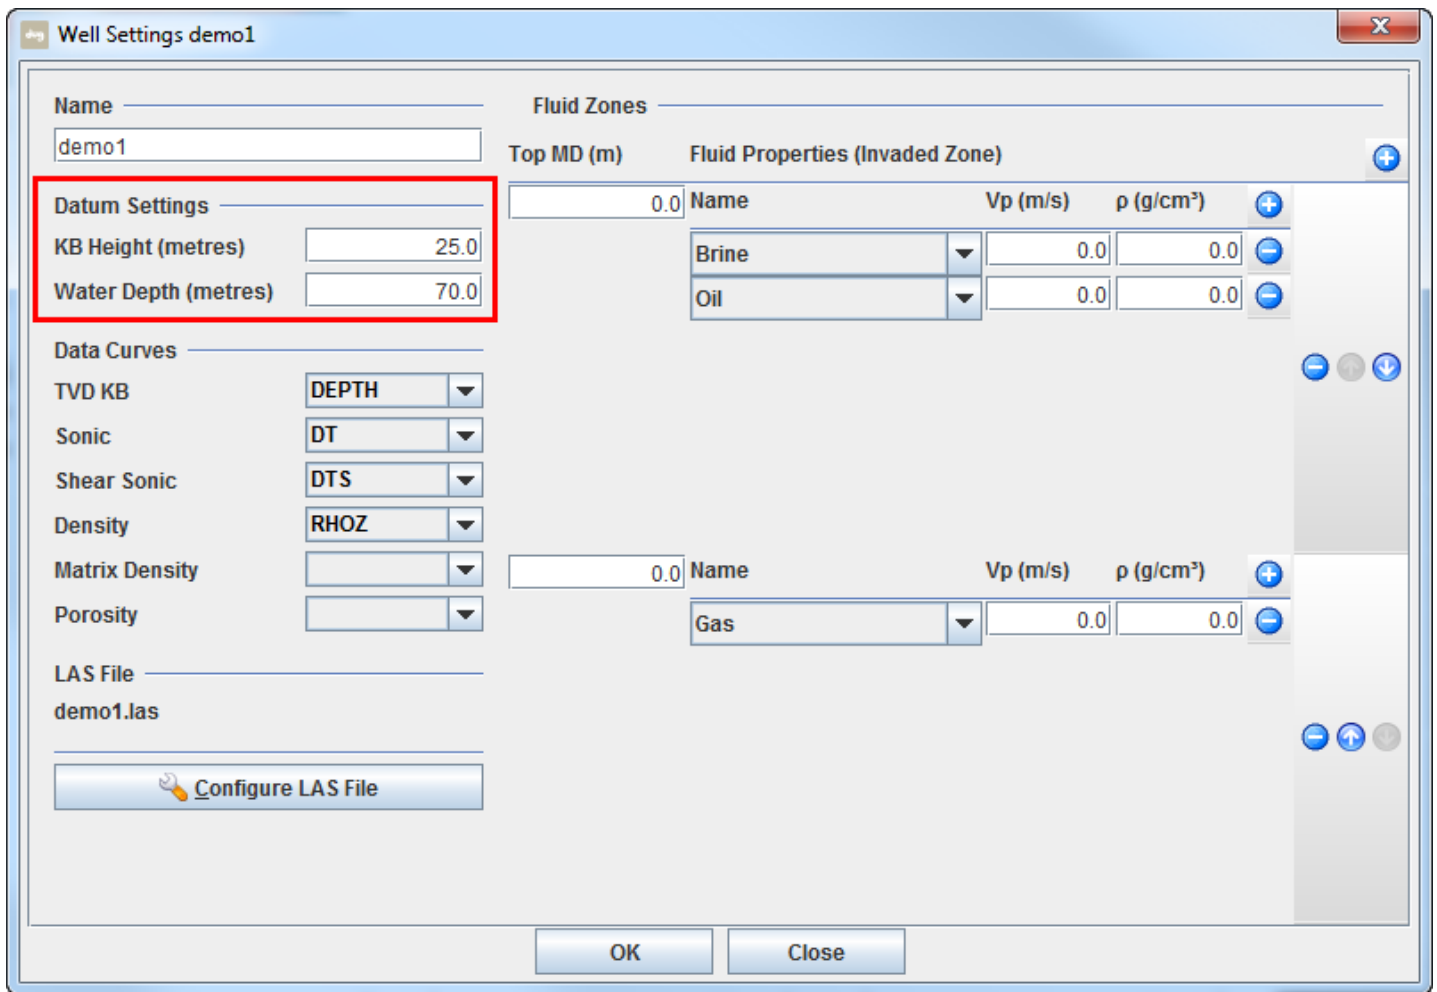 Well Settings demo1
Name
demo1
Datum Settings
KB Height (metres) 25.0
Water Depth (metres) 70.0
Data Curves
TVD KB DEPTH
Sonic DT
Shear Sonic DTS
Density RHOZ
Matrix Density
Porosity
LAS File
demo1.las
Configure LAS File
Fluid Zones
Top MD (m) Fluid Properties (Invaded Zone)
0.0 Name Vp (m/s) ρ (g/cm³)
Brine 0.0 0.0
Oil 0.0 0.0
0.0 Name Vp (m/s) ρ (g/cm³)
Gas 0.0 0.0
OK Close